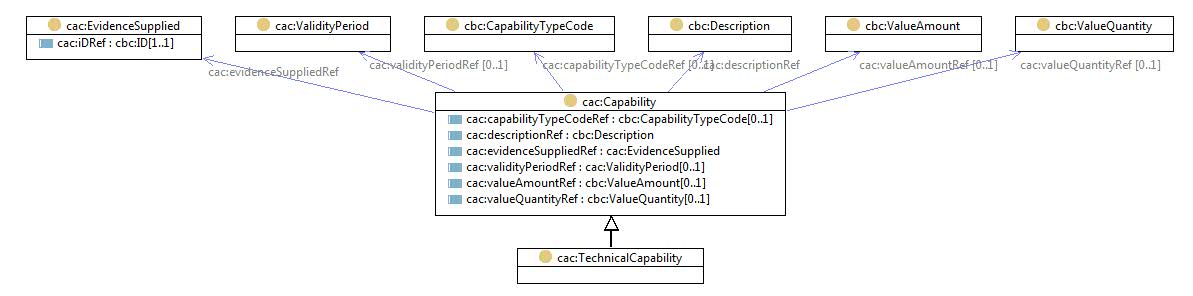 cac:EvidenceSupplied
cac:iDRef : cbc:ID[1..1]
cac:ValidityPeriod
cbc:CapabilityTypeCode
cbc:Description
cbc:ValueAmount
cbc:ValueQuantity
cac:evidenceSuppliedRef
cac:validityPeriodRef [0..1]
cac:capabilityTypeCodeRef [0..1]
cac:descriptionRef
cac:valueAmountRef [0..1]
cac:valueQuantityRef [0..1]
cac:Capability
cac:capabilityTypeCodeRef : cbc:CapabilityTypeCode[0..1]
cac:descriptionRef : cbc:Description
cac:evidenceSuppliedRef : cac:EvidenceSupplied
cac:validityPeriodRef : cac:ValidityPeriod[0..1]
cac:valueAmountRef : cbc:ValueAmount[0..1]
cac:valueQuantityRef : cbc:ValueQuantity[0..1]
cac:TechnicalCapability